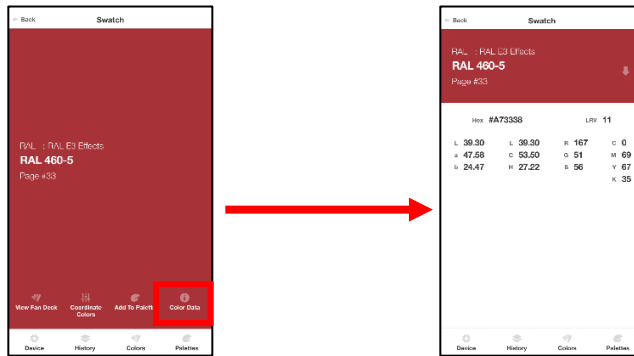 Back Swatch
RAL : RAL E3 Effects
RAL 460-5
Page #33
View Fan Deck
Coordinate
Colors
Add To Palette
Color Data
Device History Colors Palettes
Back Swatch
RAL : RAL E3 Effects
RAL 460-5
Page #33
Hex #A73338 LRV 11
L 39.30 L 39.30 R 167 C 0
a 47.58 C 53.50 G 51 M 69
b 24.47 H 27.22 B 56 Y 67
K 35
Device History Colors Palettes